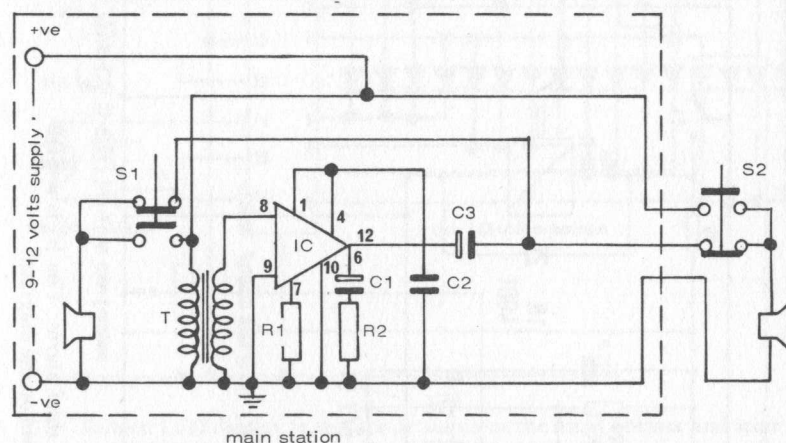 +ve
9–12 volts supply
S1
S2
8
1
4
IC
12
C3
9
10
6
7
C1
C2
T
R1
R2
-ve
main station